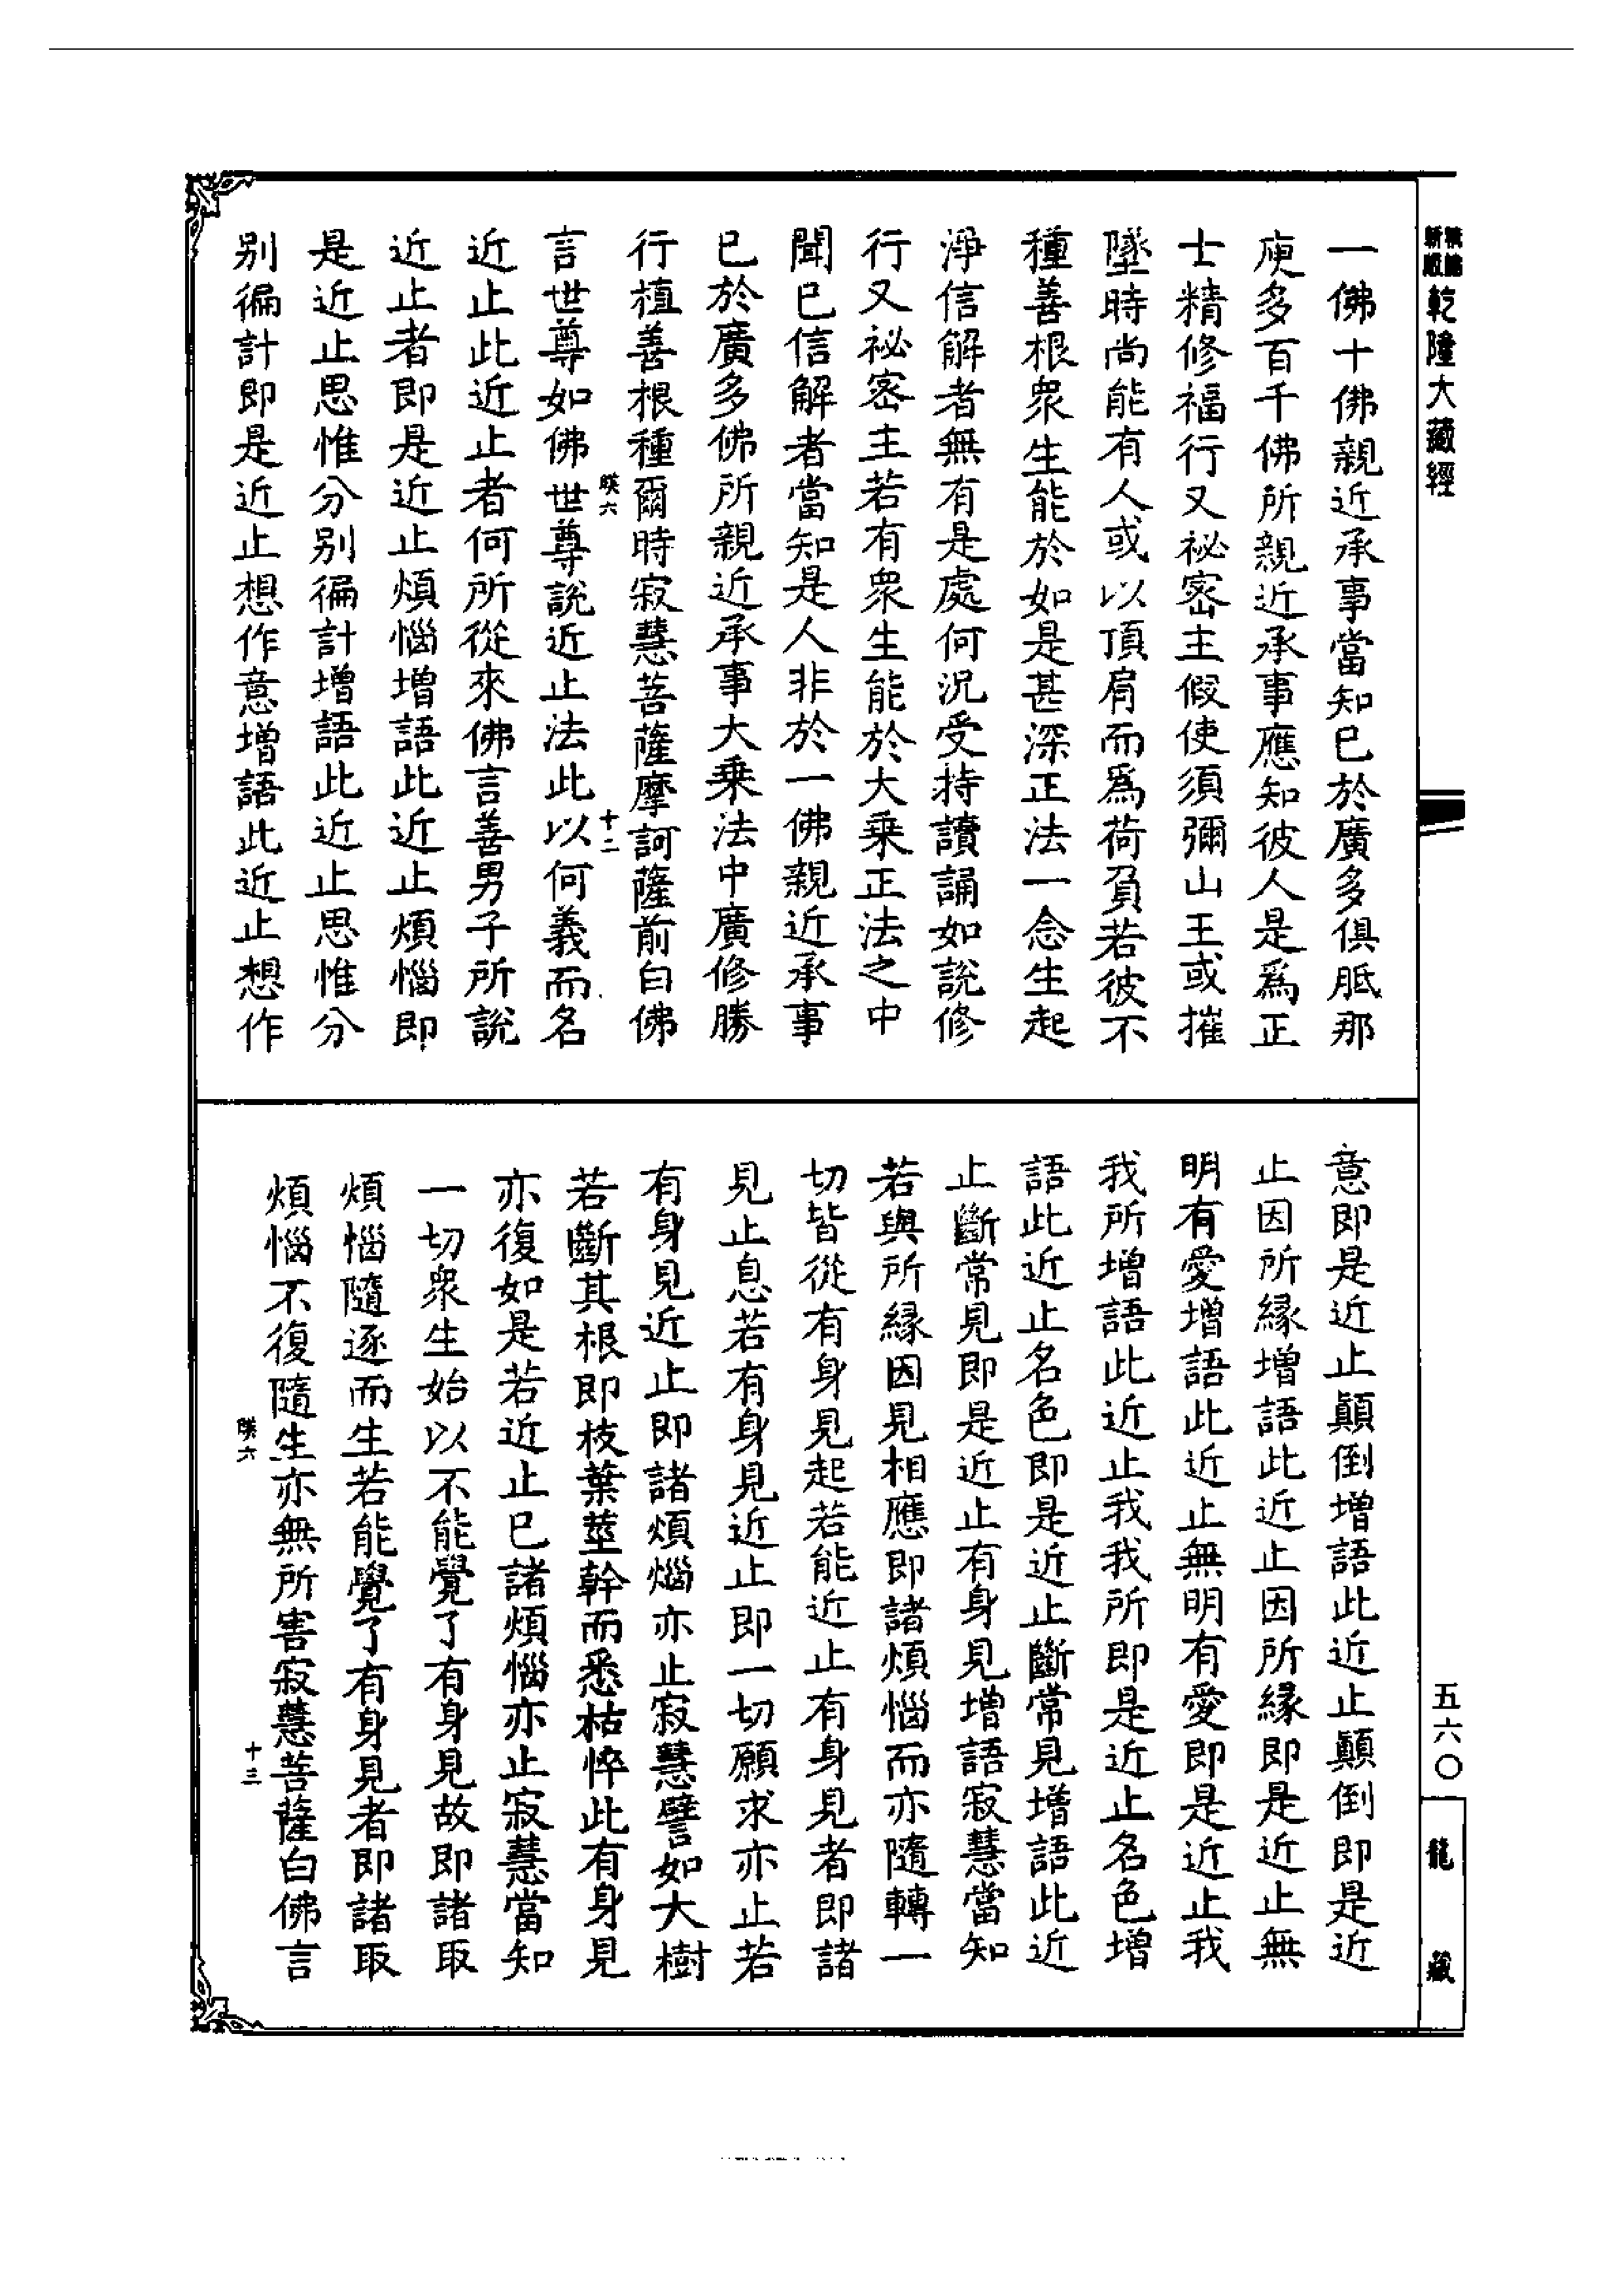 乾隆大藏經
一佛十佛親近承事當知已於廣多俱胝那
庾多百千佛所親近承事應知彼人是爲正
士精修福行又祕密主假使須彌山王或摧
墜時尚能有人或以頂肩而爲荷負若彼不
種善根衆生能於如是甚深正法一念生起
淨信解者無有是處何況受持讀誦如說修
行又祕密主若有衆生能於大乘正法之中
聞已信解者當知是人非於一佛親近承事
已於廣多佛所親近承事大乘法中廣修勝
行植善根種爾時寂慧菩薩摩訶薩前白佛
六 十二
言世尊如佛世尊說近止法此以何義而名
近止此近止者何所從來佛言善男子所說
近止者即是近止煩惱增語此近止煩惱即
是近止思惟分别徧計增語此近止思惟分
别徧計即是近止想作意增語此近止想作
意即是近止顛倒增語此近止顛倒即是近
止因所緣增語此近止因所緣即是近止無
明有愛增語此近止無明有愛即是近止我
我所增語此近止我我所即是近止名色增
語此近止名色即是近止斷常見增語此近
止斷常見即是近止有身見增語寂慧當知
若與所緣因見相應即諸煩惱而亦隨轉一
切皆從有身見起若能近止有身見者即諸
見止息若有身見近止即一切願求亦止若
有身見近止即諸煩惱亦止寂慧譬如大樹
若斷其根即枝葉莖幹而悉枯悴此有身見
亦復如是若近止已諸煩惱亦止寂慧當知
一切衆生始以不能覺了有身見故即諸取
煩惱隨逐而生若能覺了有身見者即諸取
煩惱不復隨生亦無所害寂慧菩薩白佛言
六 十三
五六〇
龍藏